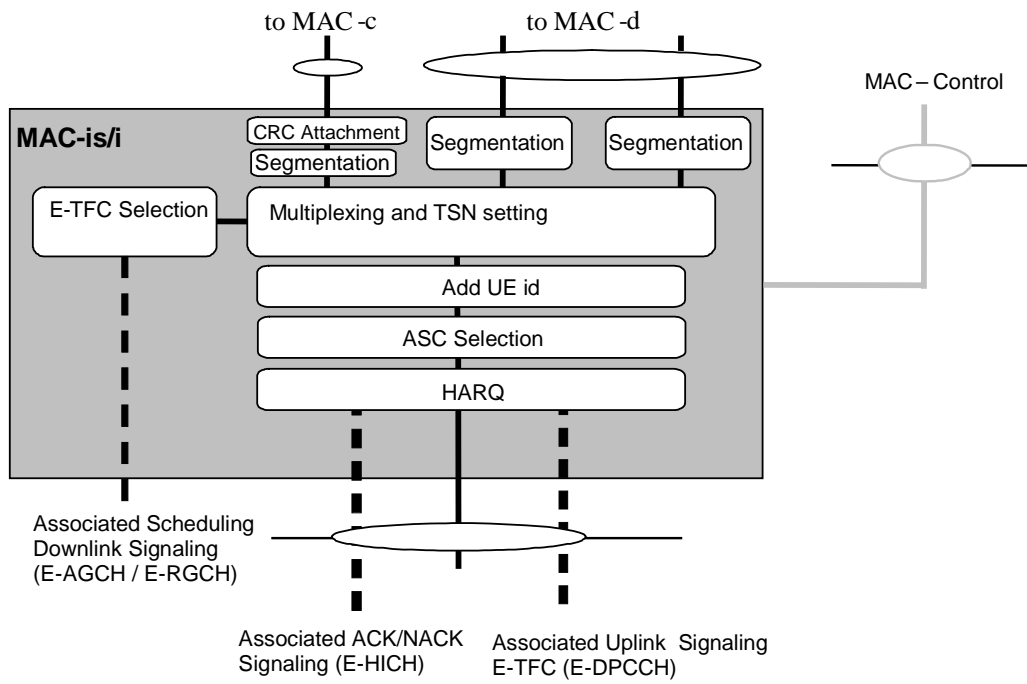 to MAC -c
to MAC -d
MAC – Control
MAC-is/i
CRC Attachment
Segmentation
Segmentation
Segmentation
E-TFC Selection
Multiplexing and TSN setting
Add UE id
ASC Selection
HARQ
Associated Scheduling
Downlink Signaling
(E-AGCH / E-RGCH)
Associated ACK/NACK
Signaling (E-HICH)
Associated Uplink Signaling
E-TFC (E-DPCCH)